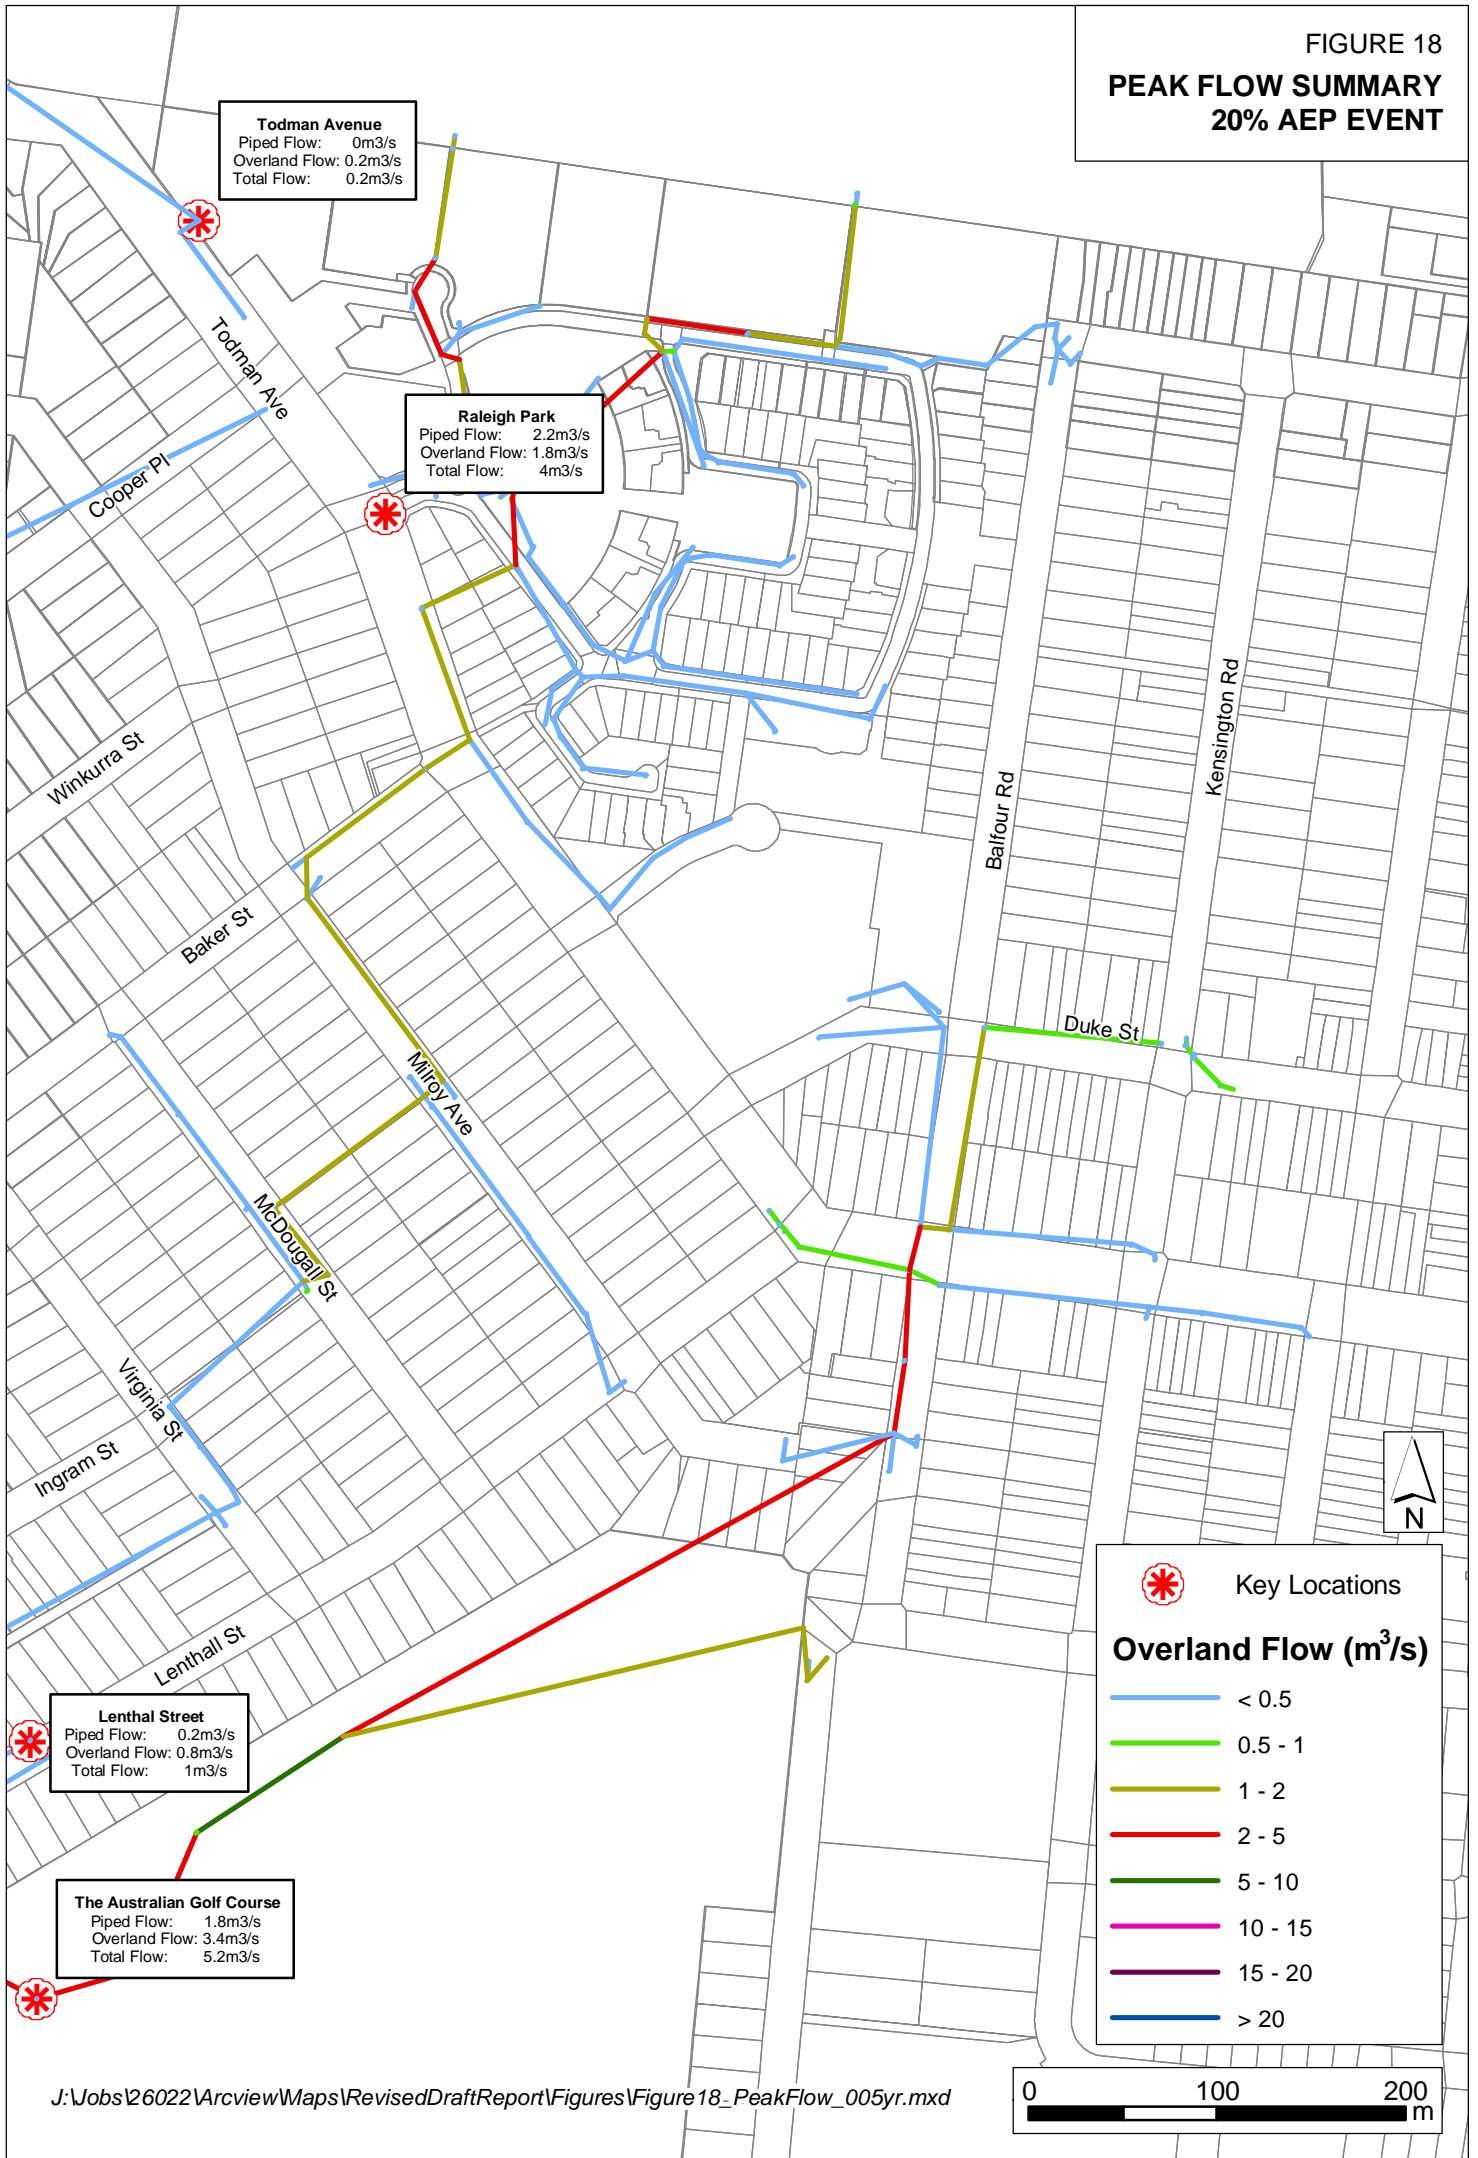 FIGURE 18
PEAK FLOW SUMMARY
20% AEP EVENT
Todman Avenue
Piped Flow: 0m3/s
Overland Flow: 0.2m3/s
Total Flow: 0.2m3/s
Todman Ave
Raleigh Park
Piped Flow: 2.2m3/s
Overland Flow: 1.8m3/s
Total Flow: 4m3/s
Cooper Pl
Winkurra St
Kensington Rd
Balfour Rd
Baker St
Duke St
Milroy Ave
McDougall St
Virginia St
Ingram St
Lenthall St
N
Lenthal Street
Piped Flow: 0.2m3/s
Overland Flow: 0.8m3/s
Total Flow: 1m3/s
The Australian Golf Course
Piped Flow: 1.8m3/s
Overland Flow: 3.4m3/s
Total Flow: 5.2m3/s
Key Locations
Overland Flow (m³/s)
< 0.5
0.5 - 1
1 - 2
2 - 5
5 - 10
10 - 15
15 - 20
> 20
0 100 200
m
J:\Jobs\26022\Arcview\Maps\RevisedDraftReport\Figures\Figure18_PeakFlow_005yr.mxd